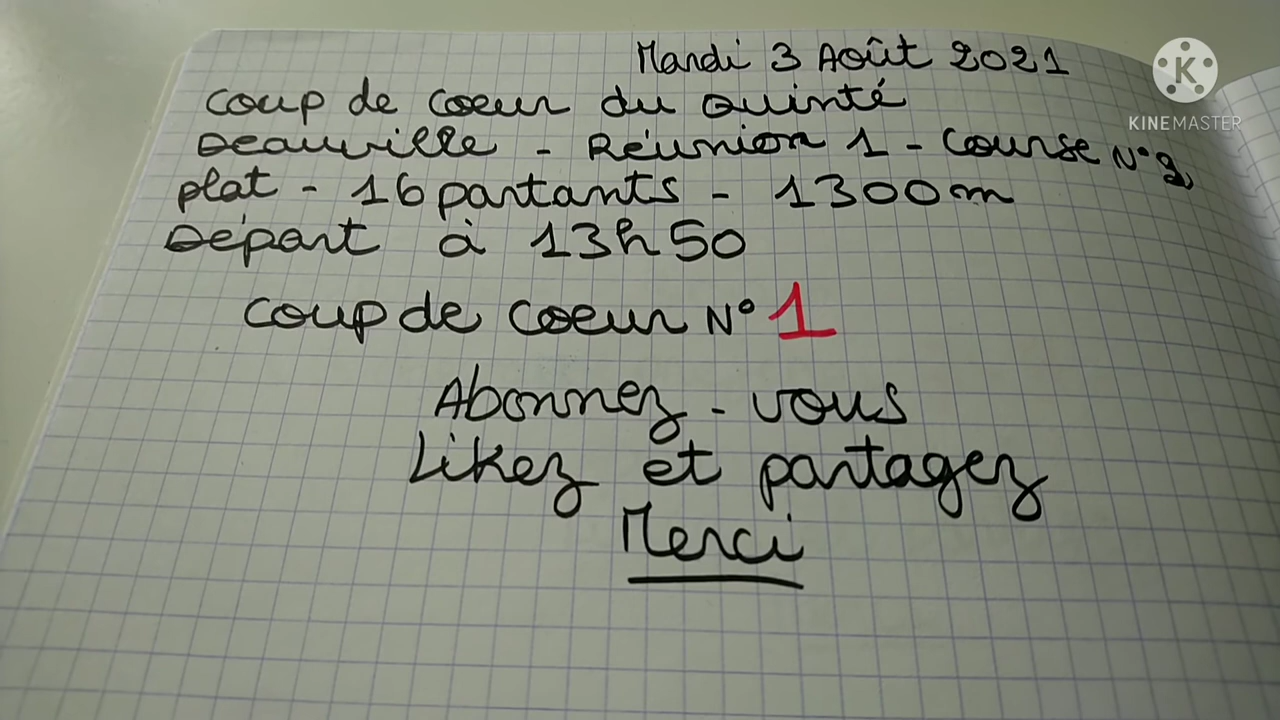 Mardi 3 Août 2021
coup de coeur du Quinté
Deauville - Réunion 1 - Course N° 2
plat - 16 partants - 1300m
Départ à 13h50
coup de coeur N° 1
Abonnez-vous
Likez et partagez
Merci
KINEMASTER